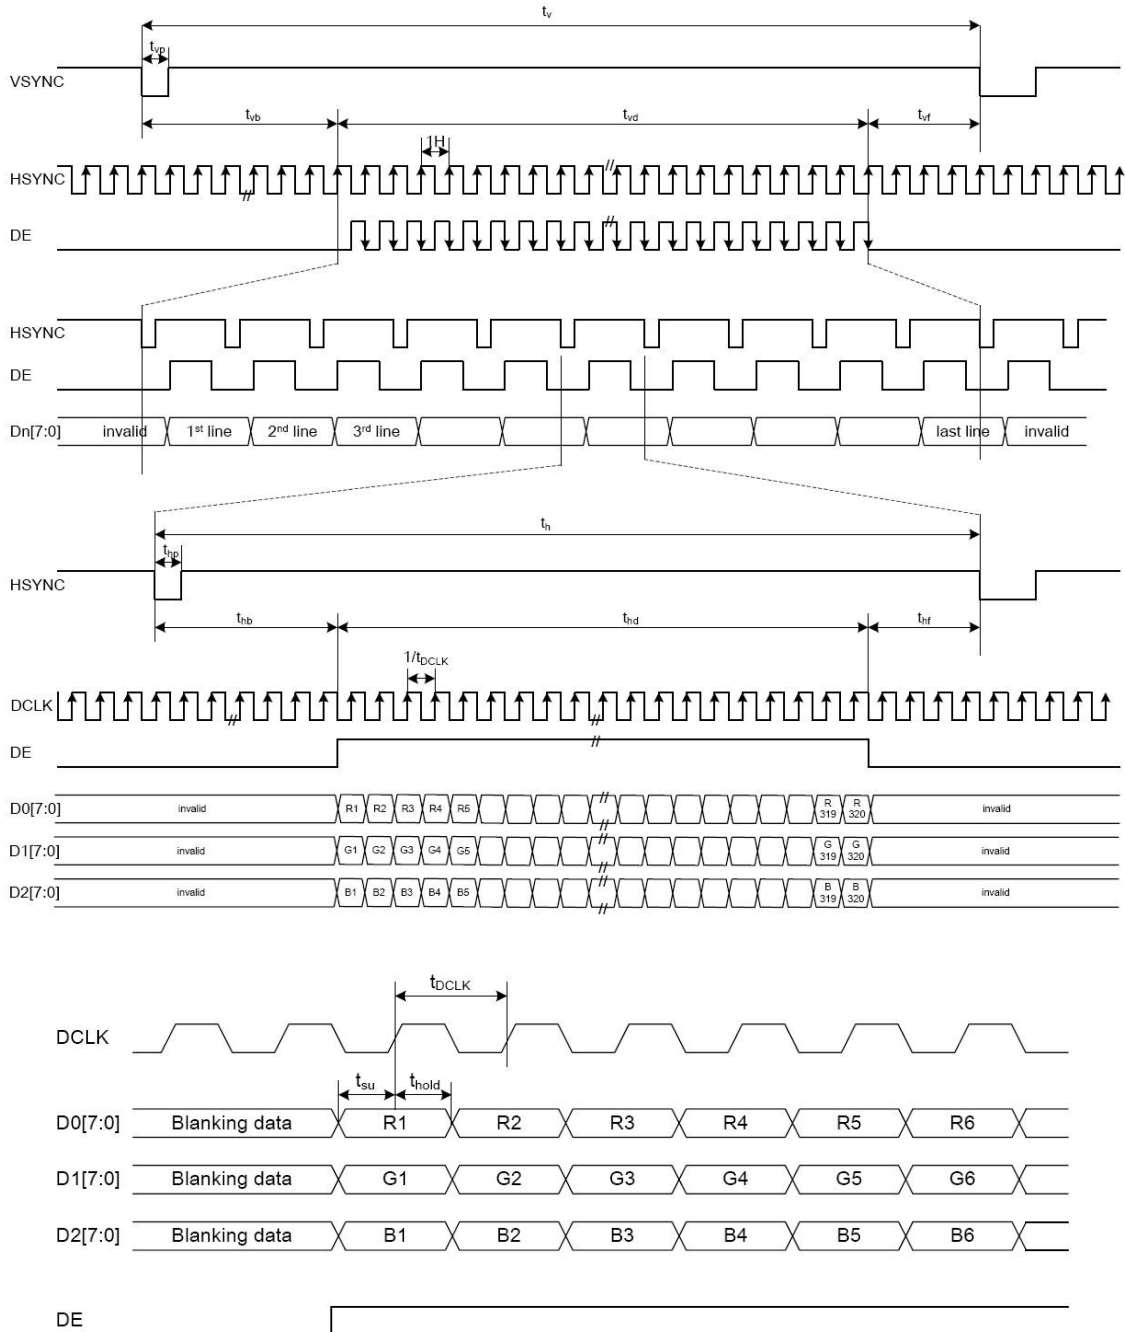 tv
tvp
VSYNC
tvb tvd tvf
1H
HSYNC // //
DE //
HSYNC
DE
Dn[7:0] invalid 1st line 2nd line 3rd line last line invalid
th
thp
HSYNC
thb thd thf
1/tDCLK
DCLK // //
DE //
D0[7:0] invalid R1 R2 R3 R4 R5 // R 319 R 320 invalid
D1[7:0] invalid G1 G2 G3 G4 G5 // G 319 G 320 invalid
D2[7:0] invalid B1 B2 B3 B4 B5 // B 319 B 320 invalid
tDCLK
DCLK
tsu thold
D0[7:0] Blanking data R1 R2 R3 R4 R5 R6
D1[7:0] Blanking data G1 G2 G3 G4 G5 G6
D2[7:0] Blanking data B1 B2 B3 B4 B5 B6
DE